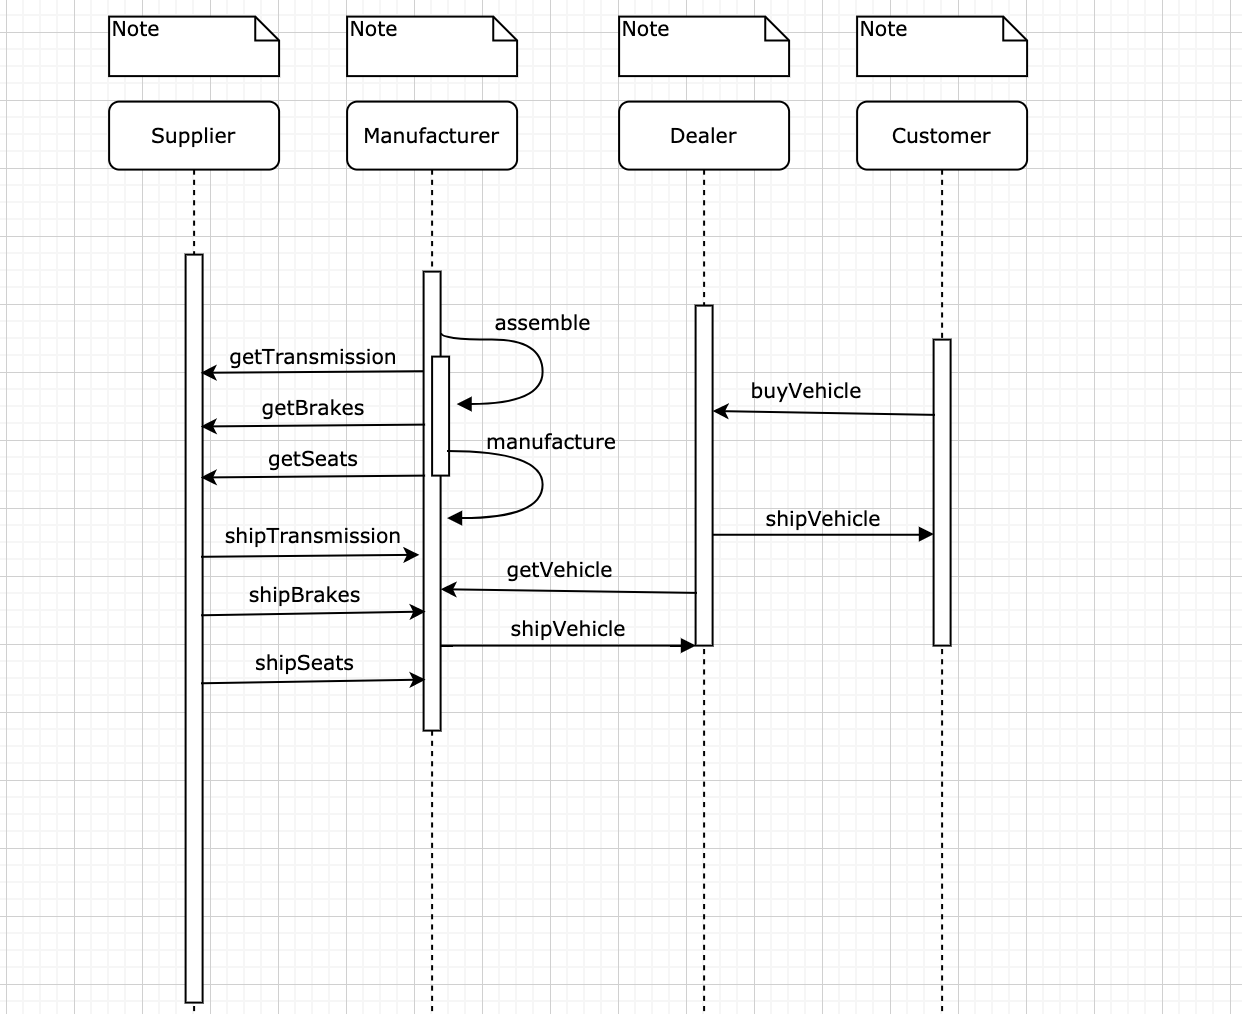 Note
Note
Note
Note
Supplier
Manufacturer
Dealer
Customer
assemble
getTransmission
buyVehicle
getBrakes
manufacture
getSeats
shipVehicle
shipTransmission
getVehicle
shipBrakes
shipVehicle
shipSeats